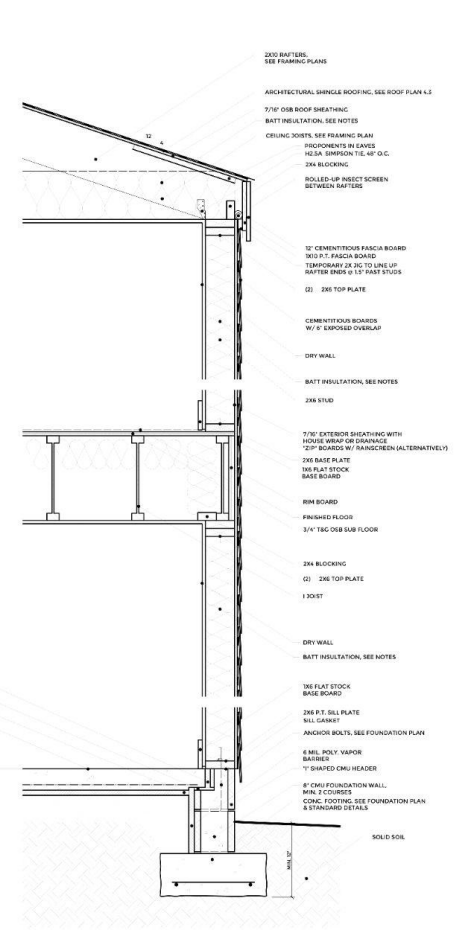 2X10 RAFTERS,
SEE FRAMING PLANS
ARCHITECTURAL SHINGLE ROOFING, SEE ROOF PLAN 4.3
7/16" OSB ROOF SHEATHING
BATT INSULATION, SEE NOTES
CEILING JOISTS, SEE FRAMING PLAN
12
4
PROPONENTS IN EAVES
H2.5A SIMPSON TIE, 48" O.C.
2X4 BLOCKING
ROLLED-UP INSECT SCREEN
BETWEEN RAFTERS
12" CEMENTITIOUS FASCIA BOARD
1X10 P.T. FASCIA BOARD
TEMPORARY 2X JIG TO LINE UP
RAFTER ENDS @ 1.5" PAST STUDS
(2) 2X6 TOP PLATE
CEMENTITIOUS BOARDS
W/ 6" EXPOSED OVERLAP
DRY WALL
BATT INSULATION, SEE NOTES
2X6 STUD
7/16" EXTERIOR SHEATHING WITH
HOUSE WRAP OR DRAINAGE
"ZIP" BOARDS W/ RAINSCREEN (ALTERNATIVELY)
2X6 BASE PLATE
1X6 FLAT STOCK
BASE BOARD
RIM BOARD
FINISHED FLOOR
3/4" T&G OSB SUB FLOOR
2X4 BLOCKING
(2) 2X6 TOP PLATE
I JOIST
DRY WALL
BATT INSULATION, SEE NOTES
1X6 FLAT STOCK
BASE BOARD
2X6 P.T. SILL PLATE
SILL GASKET
ANCHOR BOLTS, SEE FOUNDATION PLAN
6 MIL. POLY. VAPOR
BARRIER
"I" SHAPED CMU HEADER
8" CMU FOUNDATION WALL,
MIN. 2 COURSES
CONC. FOOTING, SEE FOUNDATION PLAN
& STANDARD DETAILS
SOLID SOIL
MIN. 12"